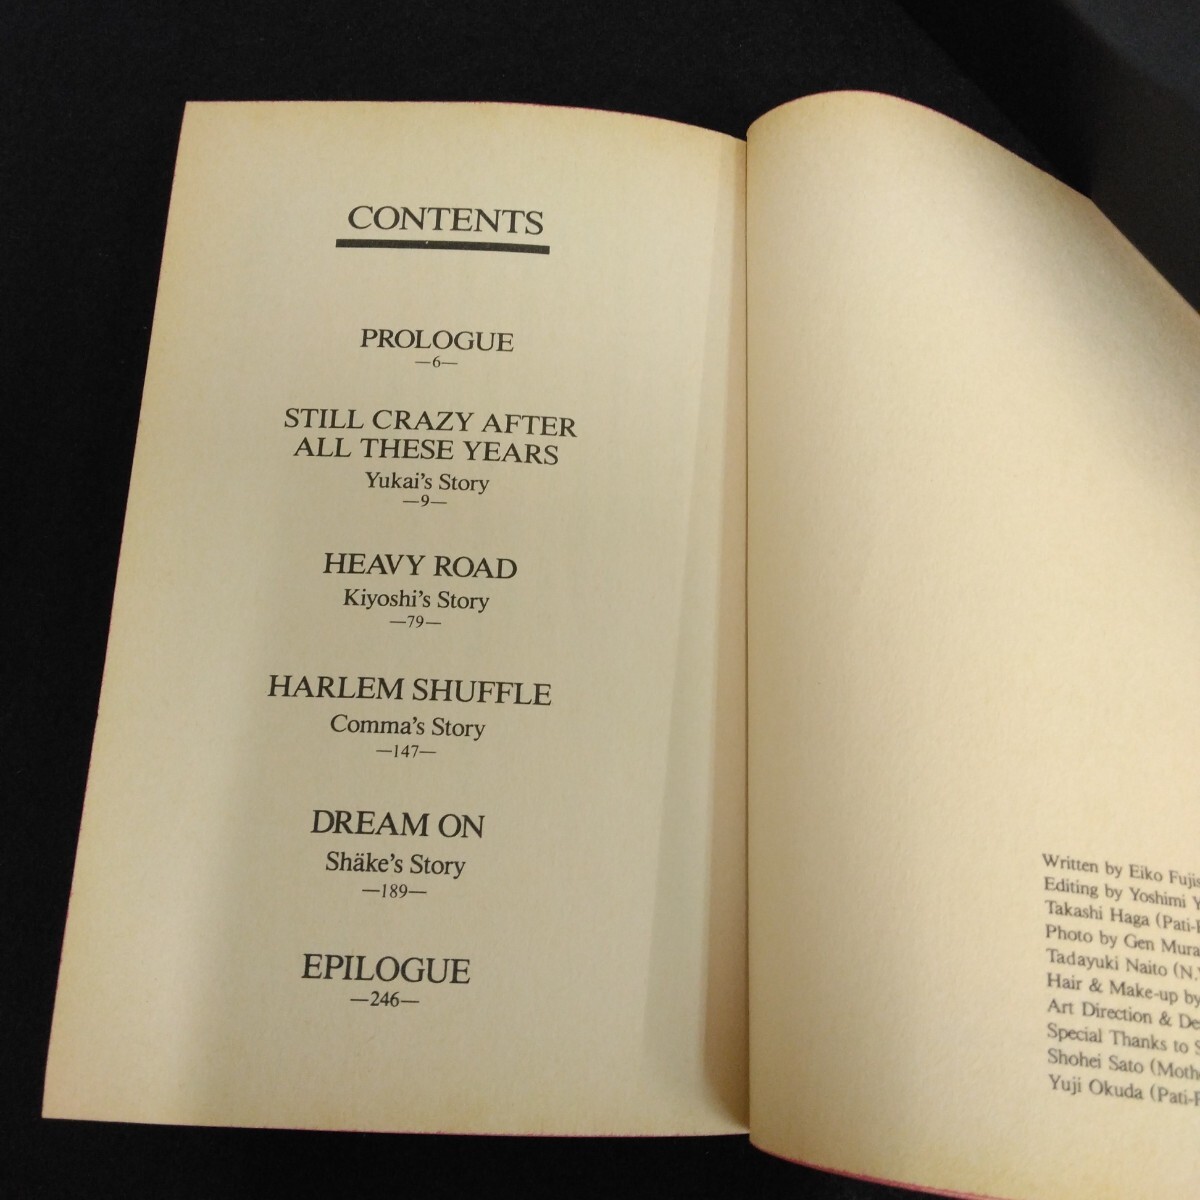 CONTENTS
PROLOGUE
—6—
STILL CRAZY AFTER
ALL THESE YEARS
Yukai's Story
—9—
HEAVY ROAD
Kiyoshi's Story
—79—
HARLEM SHUFFLE
Comma's Story
—147—
DREAM ON
Shäke's Story
—189—
EPILOGUE
—246—
Written by Eiko
Editing by Yoshimi
Takashi Haga
Photo by Gen
Tadayuki Naito
Hair & Make-up by
Art Direction &
Special Thanks to
Shohei Sato
Yuji Okuda